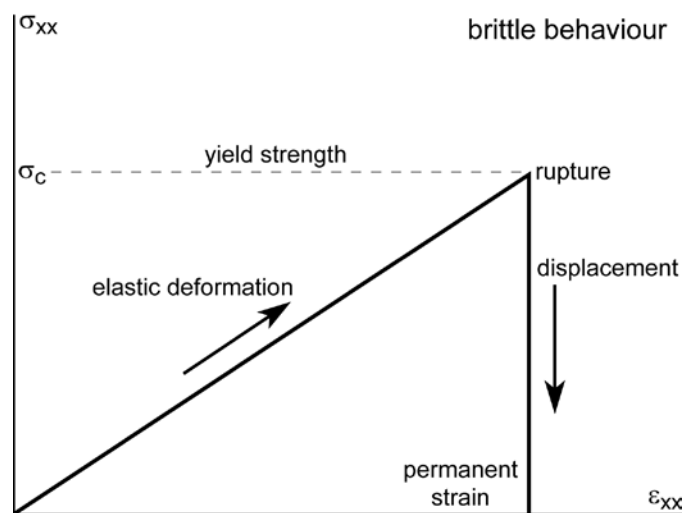 σxx
brittle behaviour
yield strength
σc
rupture
displacement
elastic deformation
permanent
strain
εxx